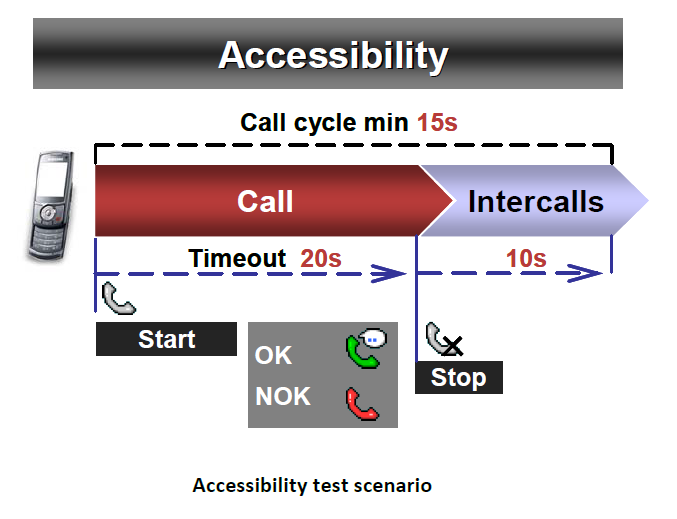 Accessibility
Call cycle min 15s
Call
Intercalls
Timeout 20s
10s
Start
OK
NOK
Stop
Accessibility test scenario